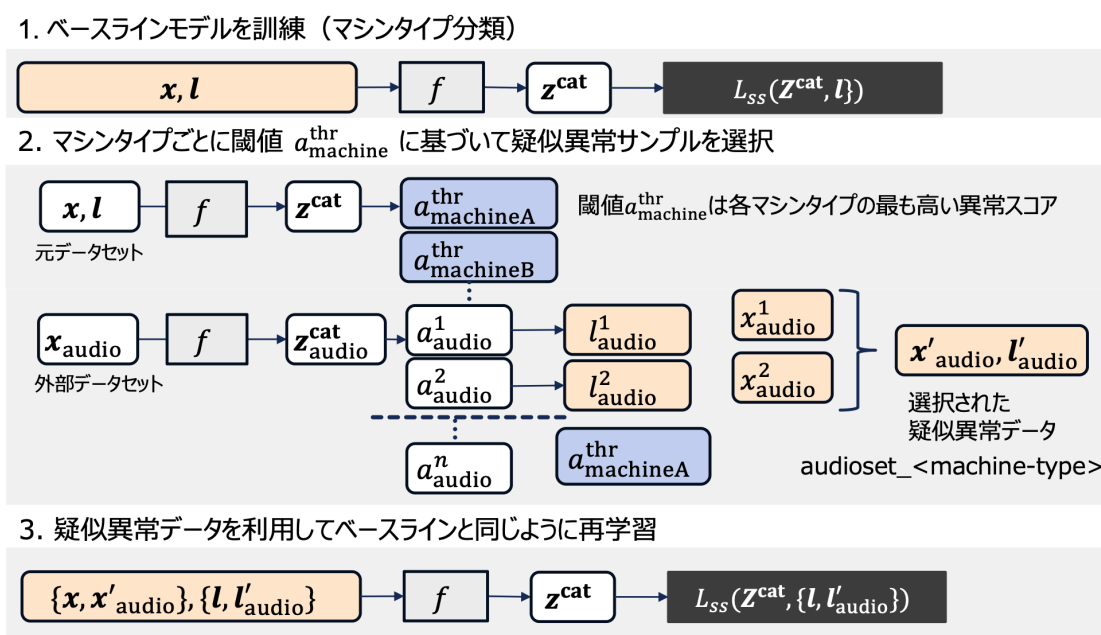 1. ベースラインモデルを訓練（マシンタイプ分類）
x, l
f
z^cat
L_ss(Z^cat, l})
2. マシンタイプごとに閾値 a^thr_machine に基づいて疑似異常サンプルを選択
x, l
f
z^cat
a^thr_machineA
閾値a^thr_machineは各マシンタイプの最も高い異常スコア
元データセット
a^thr_machineB
x_audio
f
z^cat_audio
a^1_audio
l^1_audio
x^1_audio
x'_audio, l'_audio
外部データセット
a^2_audio
l^2_audio
x^2_audio
選択された
疑似異常データ
a^n_audio
a^thr_machineA
audioset_<machine-type>
3. 疑似異常データを利用してベースラインと同じように再学習
{x, x'_audio}, {l, l'_audio}
f
z^cat
L_ss(Z^cat, {l, l'_audio})